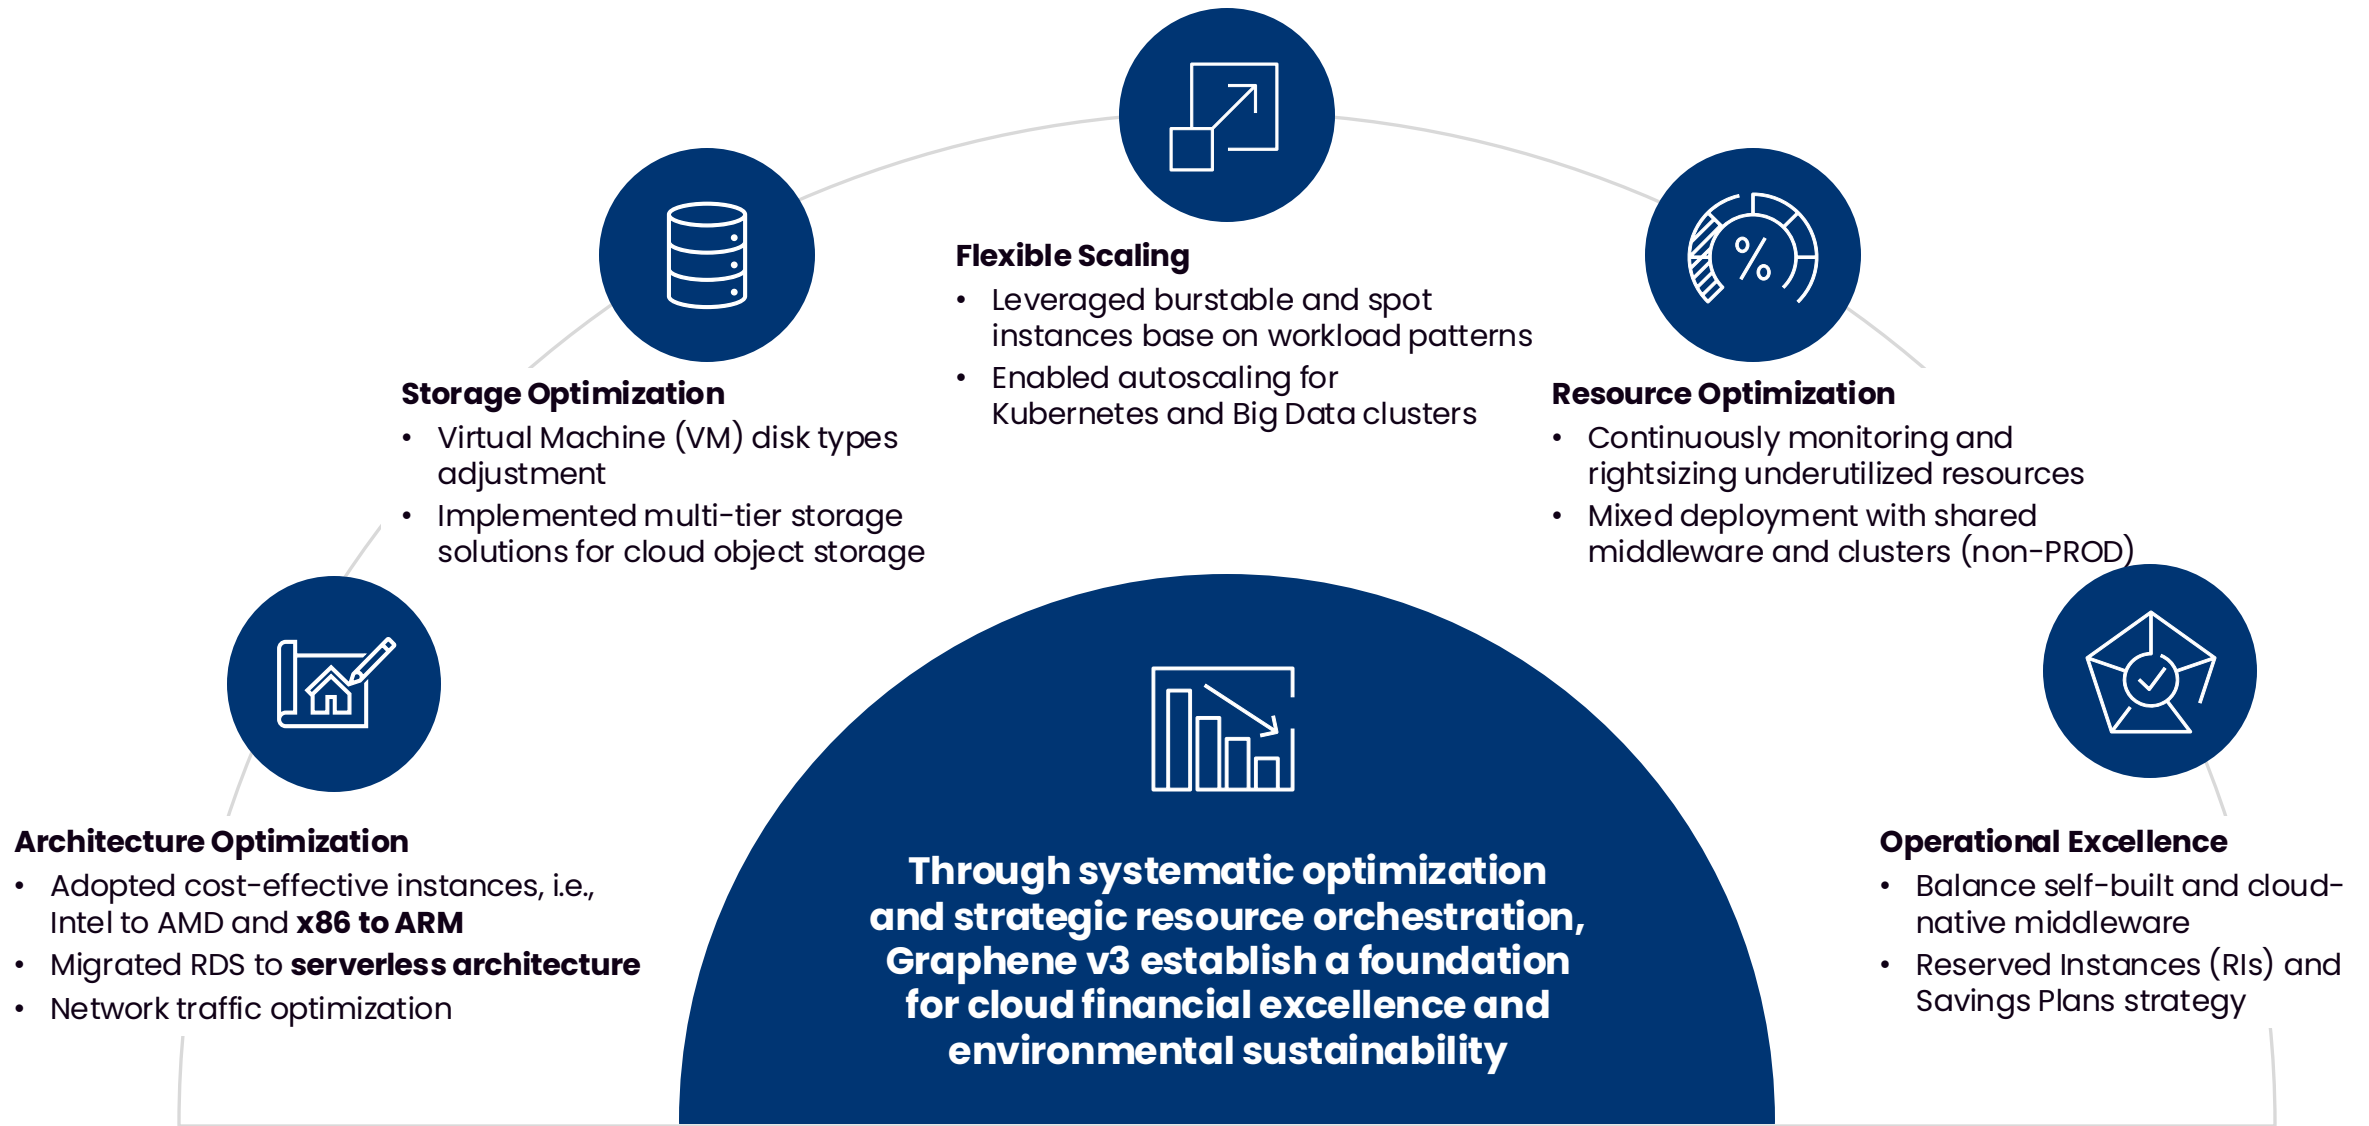 Flexible Scaling
• Leveraged burstable and spot
instances base on workload patterns
• Enabled autoscaling for
Kubernetes and Big Data clusters
Storage Optimization
• Virtual Machine (VM) disk types
adjustment
• Implemented multi-tier storage
solutions for cloud object storage
Resource Optimization
• Continuously monitoring and
rightsizing underutilized resources
• Mixed deployment with shared
middleware and clusters (non-PROD)
Architecture Optimization
• Adopted cost-effective instances, i.e.,
Intel to AMD and x86 to ARM
• Migrated RDS to serverless architecture
• Network traffic optimization
Through systematic optimization
and strategic resource orchestration,
Graphene v3 establish a foundation
for cloud financial excellence and
environmental sustainability
Operational Excellence
• Balance self-built and cloud-
native middleware
• Reserved Instances (RIs) and
Savings Plans strategy
%